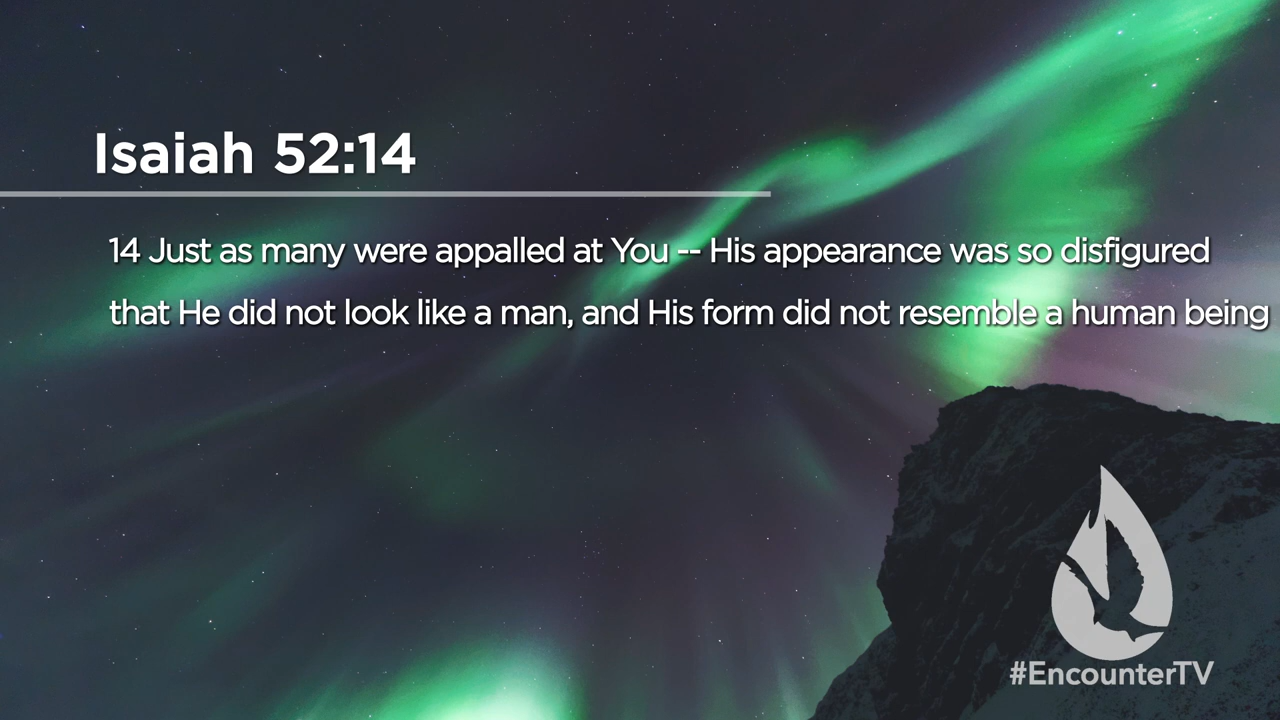 Isaiah 52:14
14 Just as many were appalled at You -- His appearance was so disfigured
that He did not look like a man, and His form did not resemble a human being
#EncounterTV